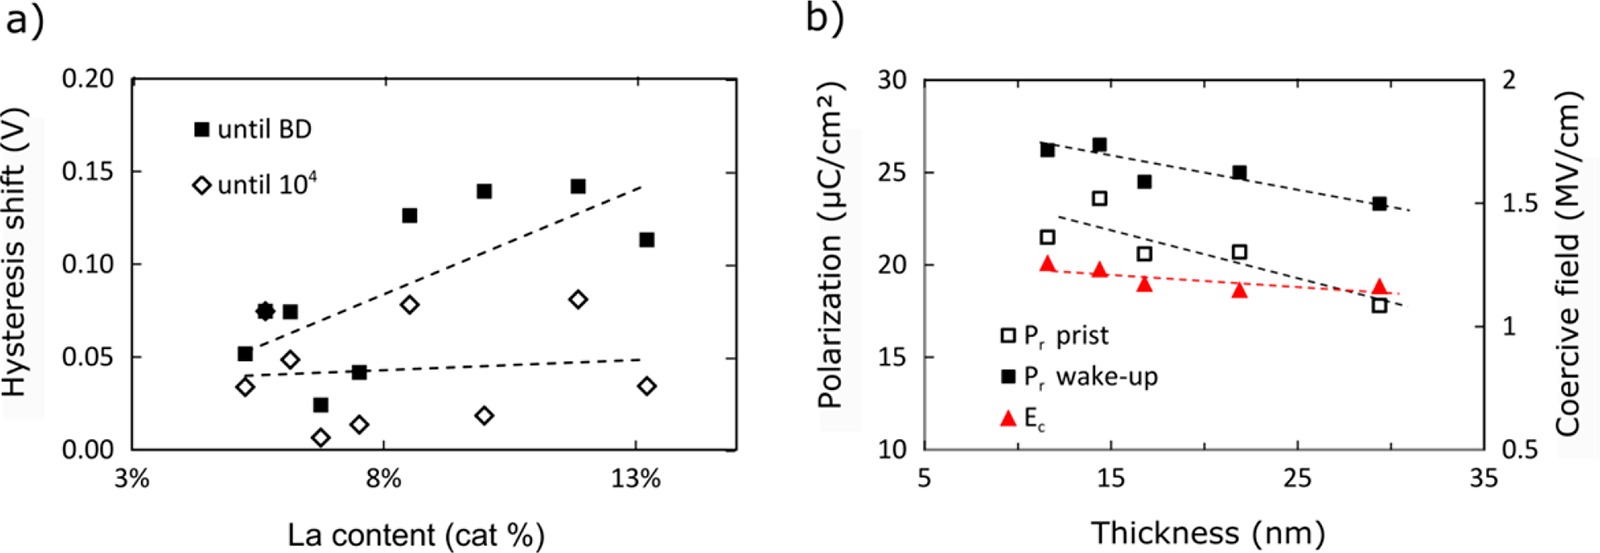 a)
Hysteresis shift (V)
0.20
0.15
0.10
0.05
0.00
until BD
until 10⁴
3%
8%
13%
La content (cat %)
b)
Polarization (μC/cm²)
30
25
20
15
10
Pᵣ prist
Pᵣ wake-up
E꜀
5
15
25
35
Thickness (nm)
2
1.5
1
0.5
Coercive field (MV/cm)